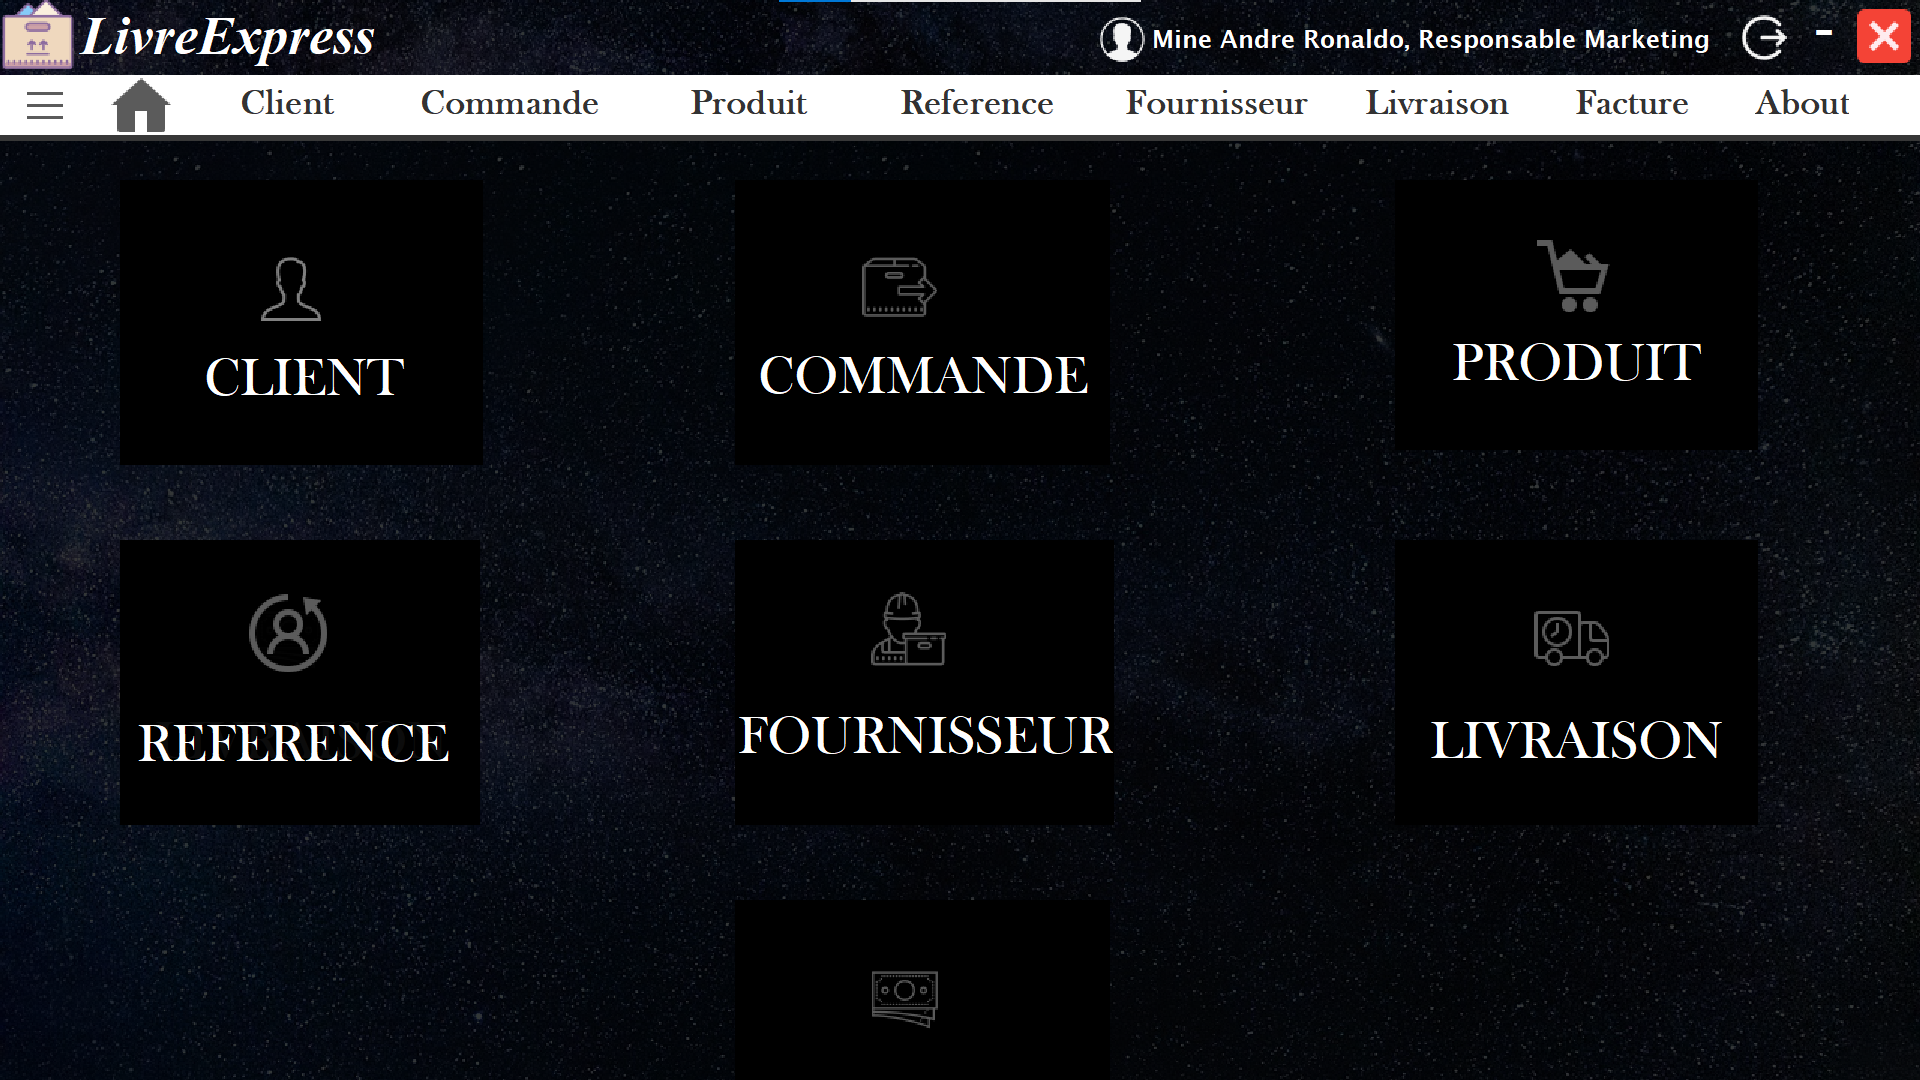 LivreExpress
Mine Andre Ronaldo, Responsable Marketing
Client Commande Produit Reference Fournisseur Livraison Facture About
CLIENT
COMMANDE
PRODUIT
REFERENCE
FOURNISSEUR
LIVRAISON